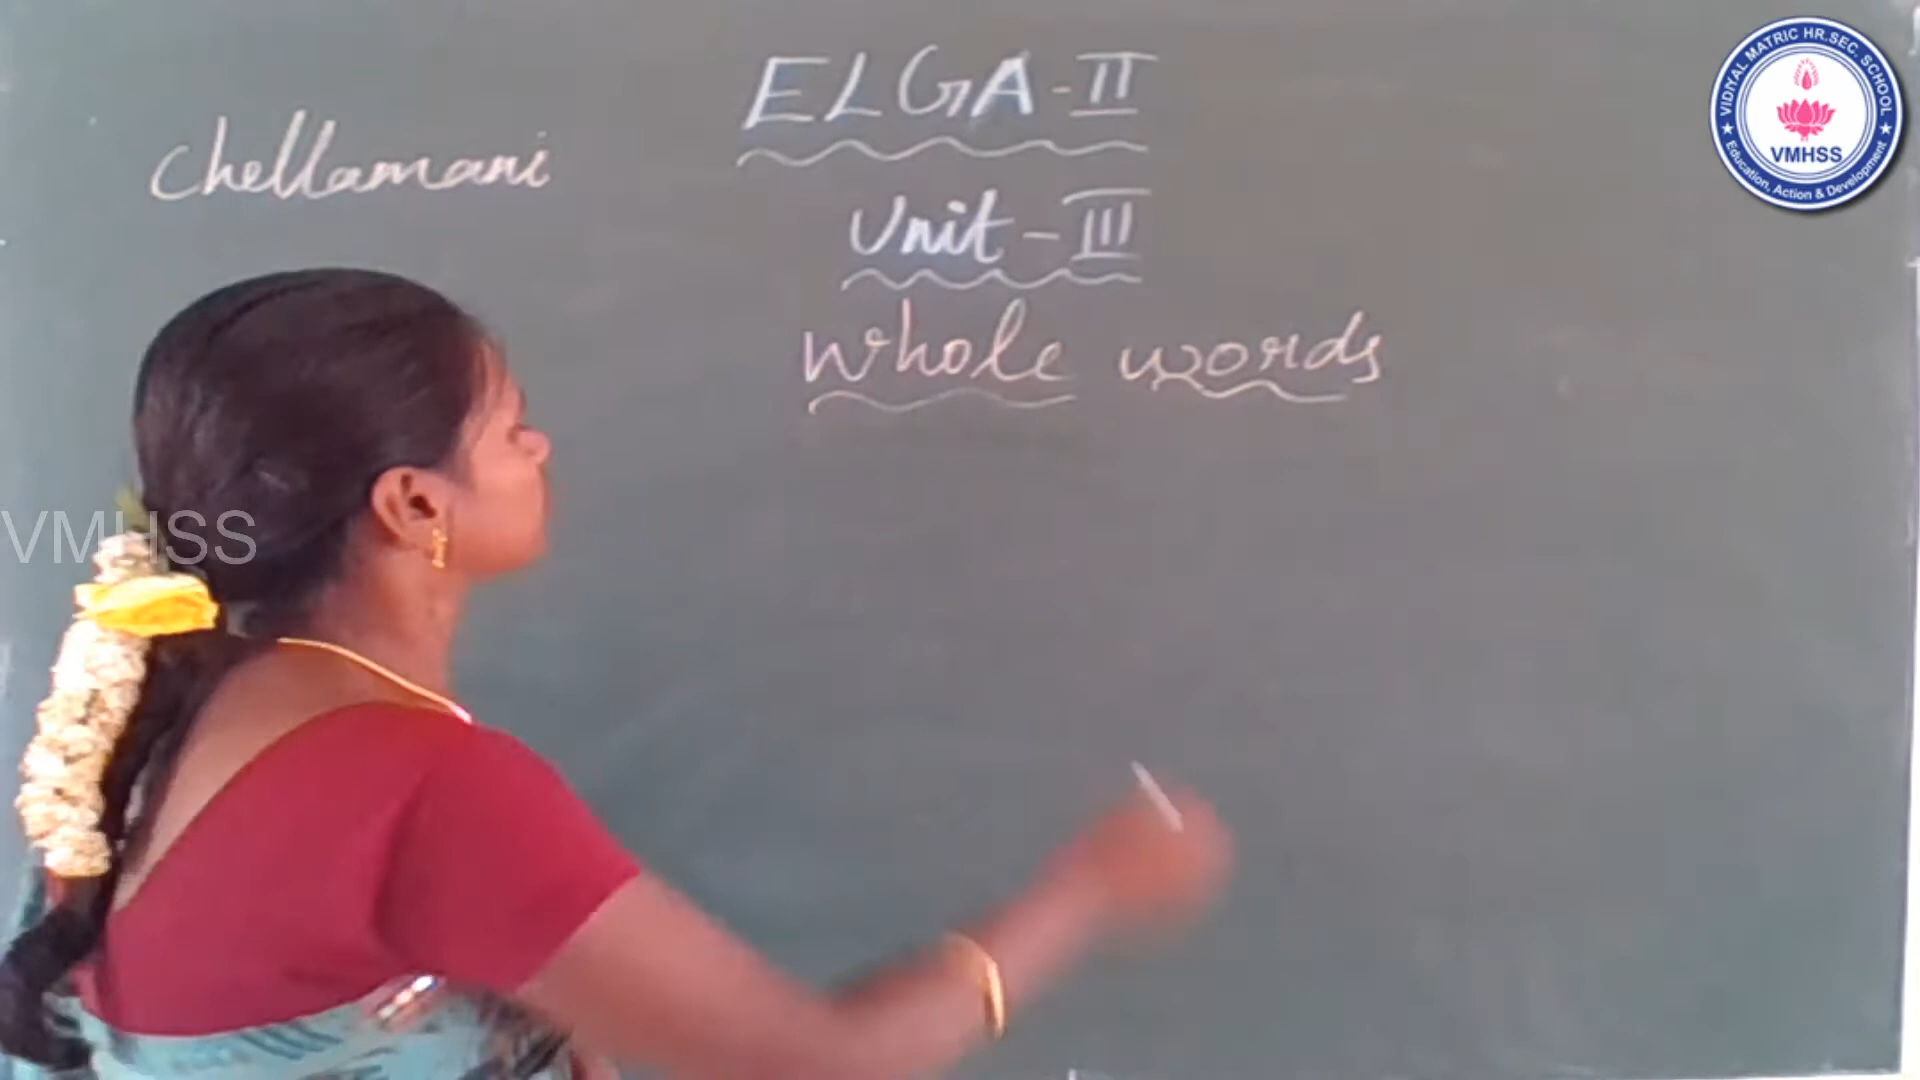 ELGA-II
Chellamani
Unit-III
Whole words
VIDIYAL MATRIC HR.SEC. SCHOOL
VMHSS
Education, Action & Development
VMHSS